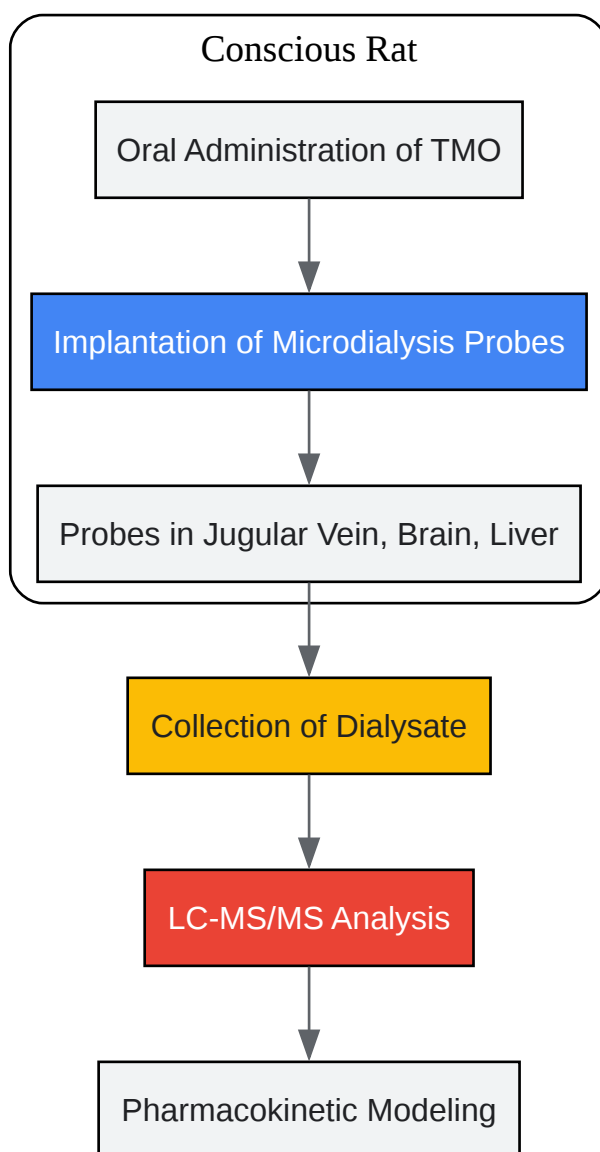 Conscious Rat
Oral Administration of TMO
Implantation of Microdialysis Probes
Probes in Jugular Vein, Brain, Liver
Collection of Dialysate
LC-MS/MS Analysis
Pharmacokinetic Modeling